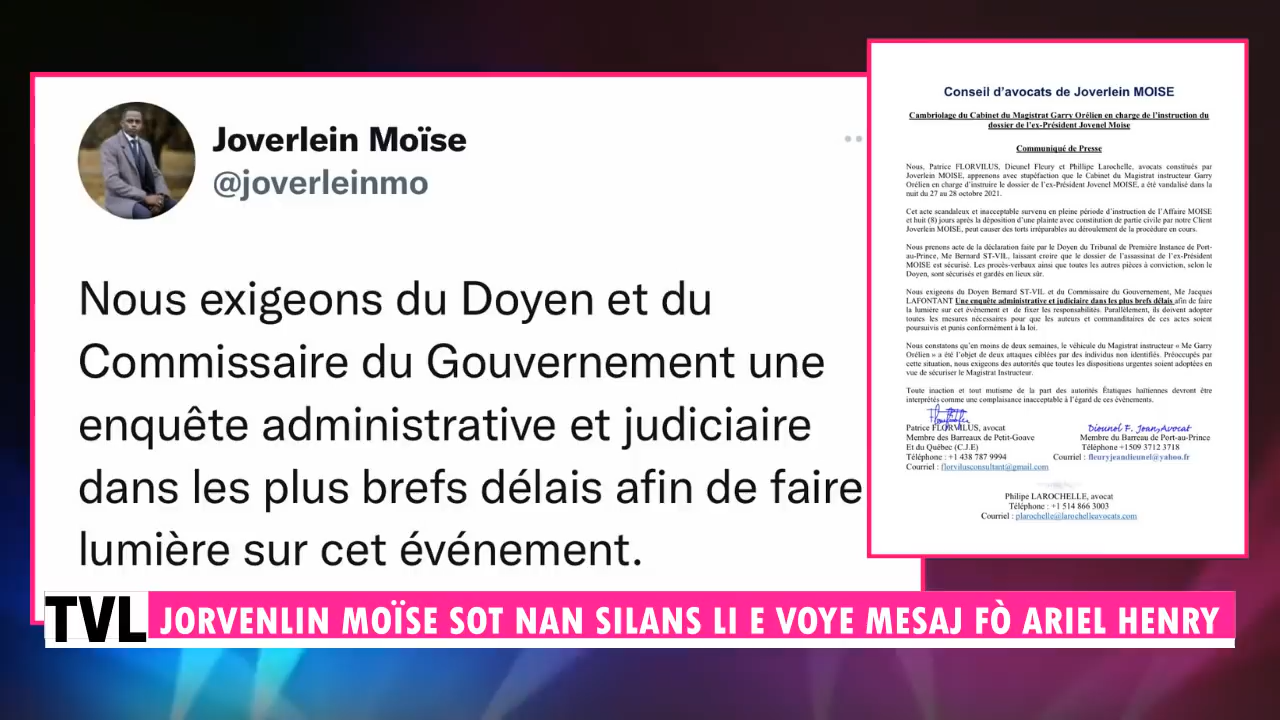 Joverlein Moïse
@joverleinmo
Nous exigeons du Doyen et du
Commissaire du Gouvernement une
enquête administrative et judiciaire
dans les plus brefs délais afin de faire
lumière sur cet événement.
Conseil d'avocats de Joverlein MOISE
Cambriolage du Cabinet du Magistrat Garry Orélien en charge de l'instruction du
dossier de l'ex-Président Jovenel Moise
Communiqué de Presse
Nous, Patrice FLORVILUS, Dieunel Fleury et Phillipe Larochelle, avocats constitués par
Joverlein MOISE, apprenons avec stupéfaction que le Cabinet du Magistrat instructeur Garry
Orélien en charge d'instruire le dossier de l'ex-Président Jovenel MOISE, a été vandalisé dans la
nuit du 27 au 28 octobre 2021.
Cet acte scandaleux et inacceptable survenu en pleine période d'instruction de l'Affaire MOISE
et huit (8) jours après la déposition d'une plainte avec constitution de partie civile par notre Client
Joverlein MOISE, peut causer des torts irréparables au déroulement de la procédure en cours.
Nous prenons acte de la déclaration faite par le Doyen du Tribunal de Première Instance de Port-
au-Prince, Me Bernard ST-VIL, laissant croire que le dossier de l'assassinat de l'ex-Président
MOISE est sécurisé. Les procès-verbaux ainsi que toutes les autres pièces à conviction, selon le
Doyen, sont sécurisés et gardés en lieux sûr.
Nous exigeons du Doyen Bernard ST-VIL et du Commissaire du Gouvernement, Me Jacques
LAFONTANT Une enquête administrative et judiciaire dans les plus brefs délais afin de faire
la lumière sur cet événement et de fixer les responsabilités. Parallèlement, ils doivent adopter
toutes les mesures nécessaires pour que les auteurs et commanditaires de ces actes soient
poursuivis et punis conformément à la loi.
Nous constatons qu'en moins de deux semaines, le véhicule du Magistrat instructeur « Me Garry
Orélien » a été l'objet de deux attaques ciblées par des individus non identifiés. Préoccupés par
cette situation, nous exigeons des autorités que toutes les dispositions urgentes soient adoptées en
vue de sécuriser le Magistrat Instructeur.
Toute inaction et tout mutisme de la part des autorités Étatiques haïtiennes devront être
interprétés comme une complaisance inacceptable à l'égard de ces événements.
Patrice FLORVILUS, avocat
Membre des Barreaux de Petit-Goave
Et du Québec (C.J.E)
Téléphone : +1 438 787 9994
Courriel : florvilusconsultant@gmail.com
Dieunel F. Jean, Avocat
Membre du Barreau de Port-au-Prince
Téléphone +1509 3712 3718
Courriel : fleuryjeandieunel@yahoo.fr
Philipe LAROCHELLE, avocat
Téléphone : +1 514 866 3003
Courriel : plarochelle@larochelleavocats.com
TVL JORVENLIN MOÏSE SOT NAN SILANS LI E VOYE MESAJ FÒ ARIEL HENRY